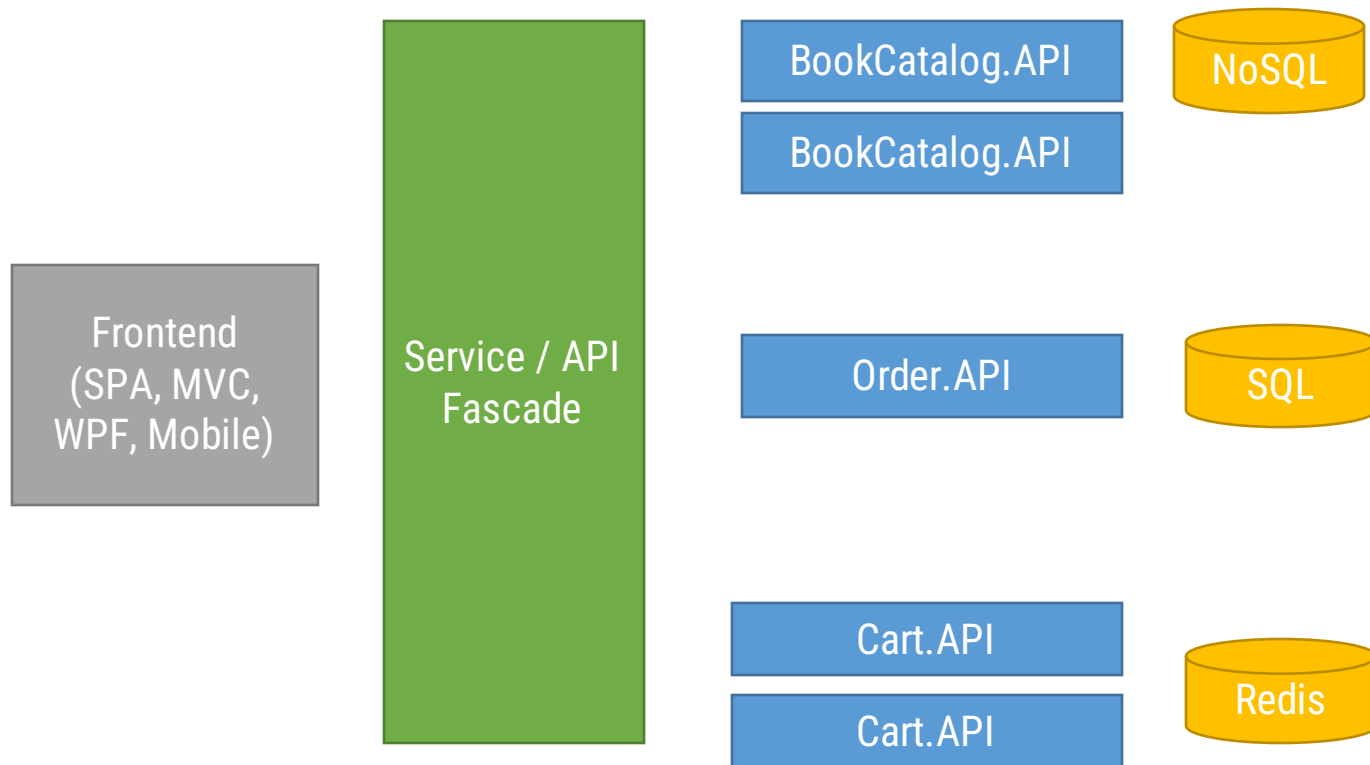 BookCatalog.API
NoSQL
BookCatalog.API
Frontend
(SPA, MVC,
WPF, Mobile)
Service / API
Fascade
Order.API
SQL
Cart.API
Redis
Cart.API